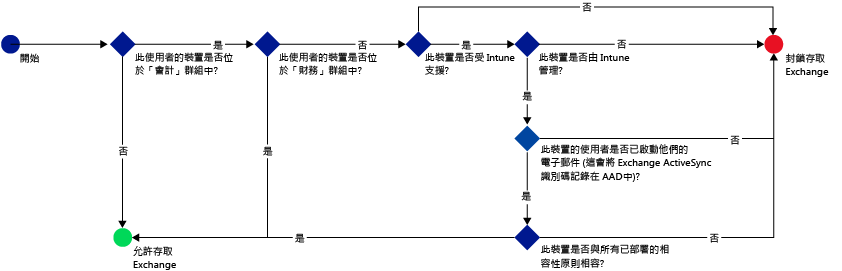 否
是
否
是
否
開始
此使用者的裝置是否位
於「會計」群組中?
此使用者的裝置是否位
於「財務」群組中?
此裝置是否受 Intune
支援?
此裝置是否由 Intune
管理?
封鎖存取
Exchange
是
否
是
否
此裝置的使用者是否已啟動他們的
電子郵件 (這會將 Exchange ActiveSync
識別碼記錄在 AAD中)?
是
是
否
允許存取
Exchange
此裝置是否與所有已部署的相
容性原則相容?